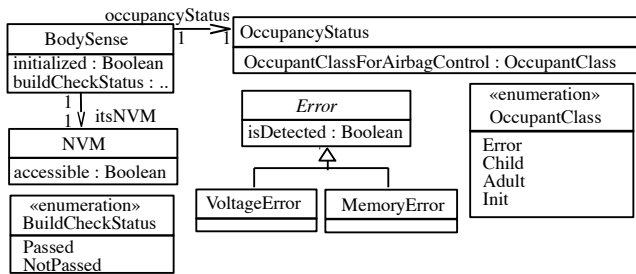 occupancyStatus
BodySense
1
1
OccupancyStatus
initialized : Boolean
buildCheckStatus : ..
OccupantClassForAirbagControl : OccupantClass
1
1
itsNVM
NVM
accessible : Boolean
Error
isDetected : Boolean
«enumeration»
OccupantClass
Error
Child
Adult
Init
«enumeration»
BuildCheckStatus
Passed
NotPassed
VoltageError
MemoryError